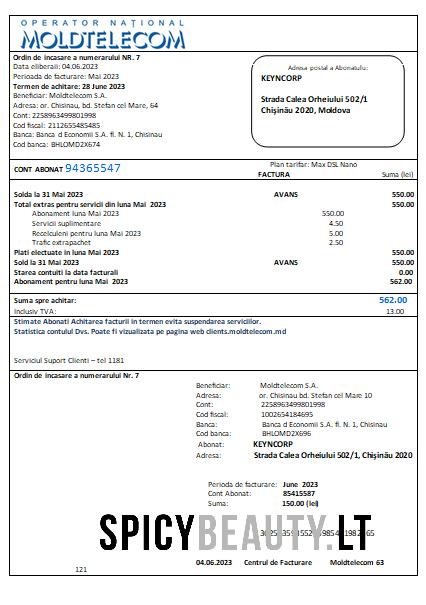 OPERATOR NAȚIONAL
MOLDTELECOM
Ordin de incasare a numerarului NR. 7
Data eliberaii: 04.06.2023
Perioada de facturare: Mai 2023
Termen de achitare: 28 June 2023
Beneficiar: Moldtelecom S.A.
Adresa: or. Chisinau, bd. Stefan cel Mare, 64
Cont: 2258963499801998
Cod fiscal: 2112655485485
Banca: Banca d Economii S.A. fl. N. 1, Chisinau
Cod banca: BHLOMD2X674
Adresa postal a Abonatulu:
KEYNCORP
Strada Calea Orheiului 502/1
Chișinău 2020, Moldova
CONT ABONAT 94365547
Plan tarifar: Max DSL Nano
FACTURA Suma (lei)
Solda la 31 Mai 2023 AVANS 550.00
Total extras pentru servicii din luna Mai 2023 550.00
Abonament luna Mai 2023 550.00
Servicii suplimentare 4.50
Recelculeni pentru luna Mai 2023 5.00
Trafic extrapachet 2.50
Plati electuate in luna Mai 2023 550.00
Sold la 31 Mai 2023 AVANS 550.00
Starea contuiti la data facturali 0.00
Abonament pentru luna Mai 2023 562.00
Suma spre achitar: 562.00
Inclusiv TVA: 13.00
Stimate Abonati Achitarea facturii in termen evita suspendarea serviciilor.
Statistica contului Dvs. Poate fi vizualizata pe pagina web clients.moldtelecom.md
Serviciul Suport Clienti – tel 1181
Ordin de incasare a numerarului Nr. 7
Beneficiar: Moldtelecom S.A.
Adresa: or. Chisinau bd. Stefan cel Mare 10
Cont: 2258963499801998
Cod fiscal: 1002654184695
Banca: Banca d Economii S.A. fl. N. 1, Chisinau
Cod banca: BHLOMD2X696
Abonat: KEYNCORP
Adresa: Strada Calea Orheiului 502/1, Chișinău 2020
Perioda de facturare: June 2023
Cont Abonat: 85415587
Suma: 150.00 (lei)
SPICYBEAUTY.LT
04.06.2023 Centrul de Facturare Moldtelecom 63
121